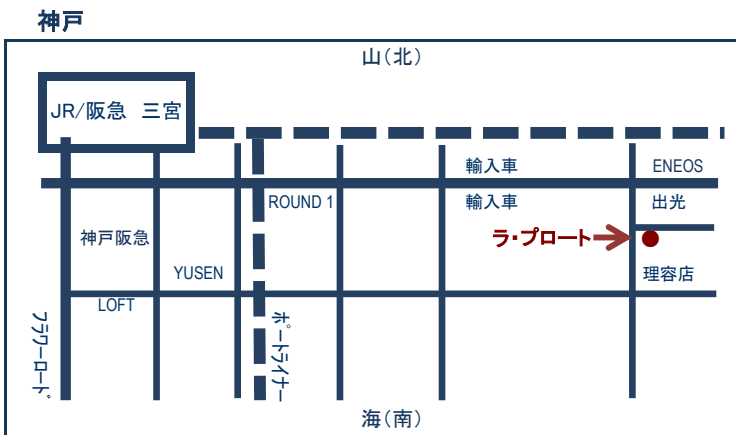 神戸
山(北)
JR/阪急 三宮
輸入車
ENEOS
ROUND 1
輸入車
出光
神戸阪急
ラ・プロート
YUSEN
理容店
LOFT
フラワーロード
ポートライナー
海(南)